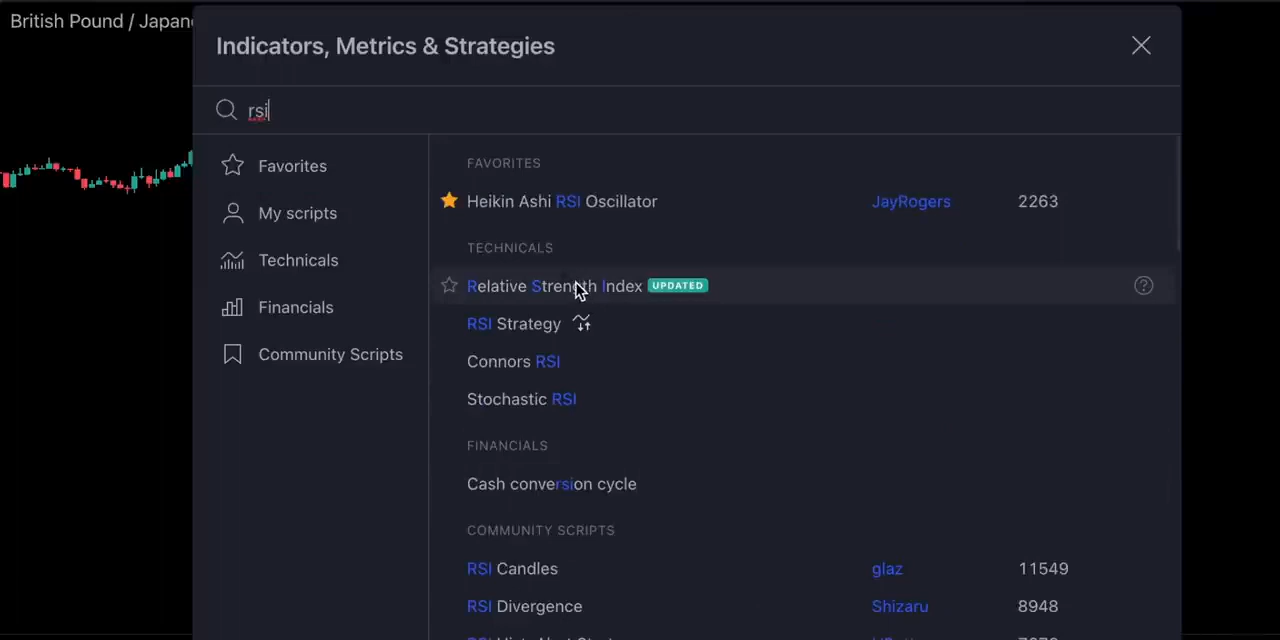 British Pound / Japan
Indicators, Metrics & Strategies
rsi
Favorites
My scripts
Technicals
Financials
Community Scripts
FAVORITES
Heikin Ashi RSI Oscillator JayRogers 2263
TECHNICALS
Relative Strength Index UPDATED
RSI Strategy
Connors RSI
Stochastic RSI
FINANCIALS
Cash conversion cycle
COMMUNITY SCRIPTS
RSI Candles glaz 11549
RSI Divergence Shizaru 8948